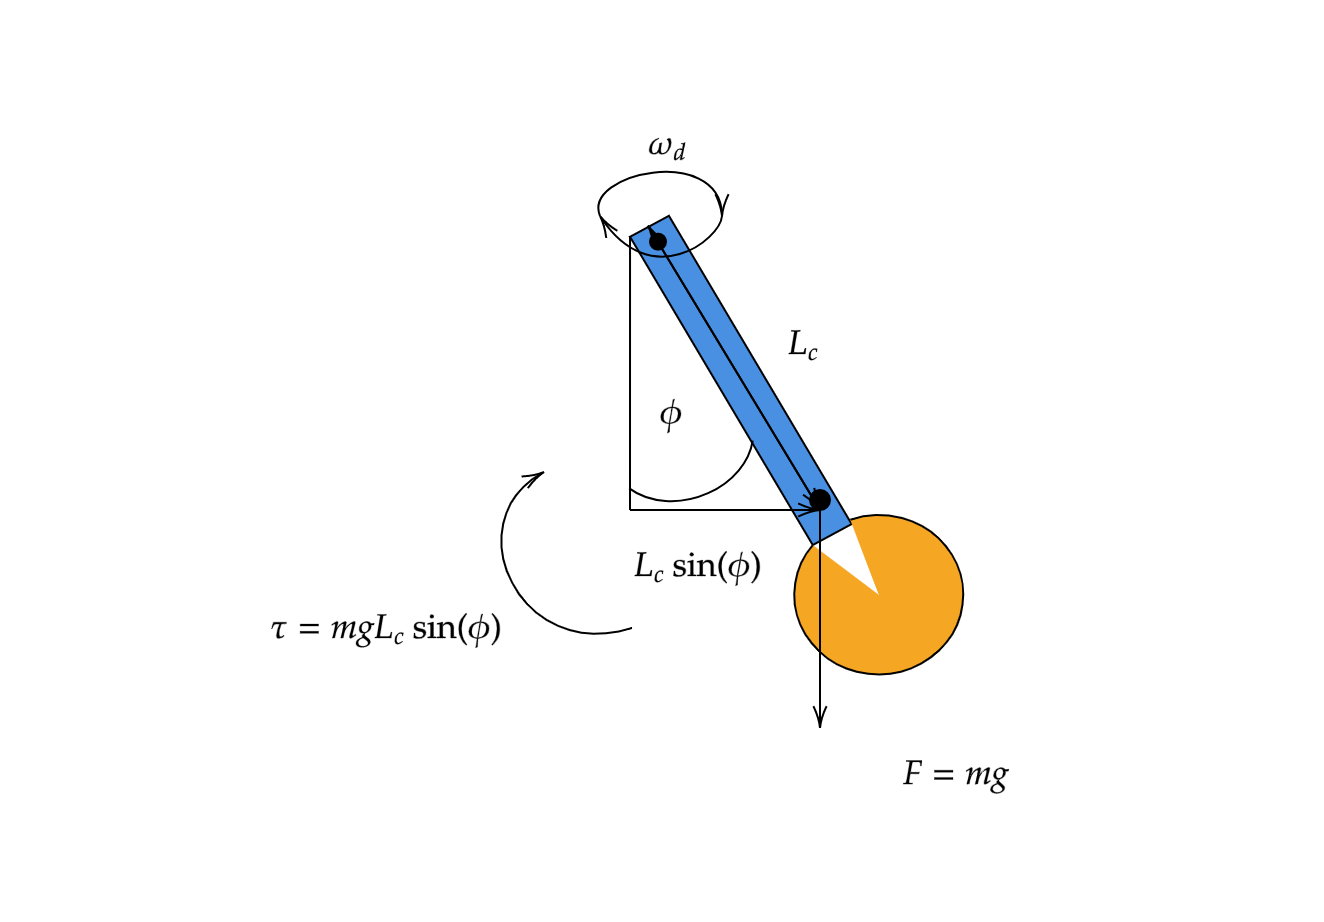 ω_d
L_c
ϕ
L_c sin(ϕ)
τ = mgL_c sin(ϕ)
F = mg